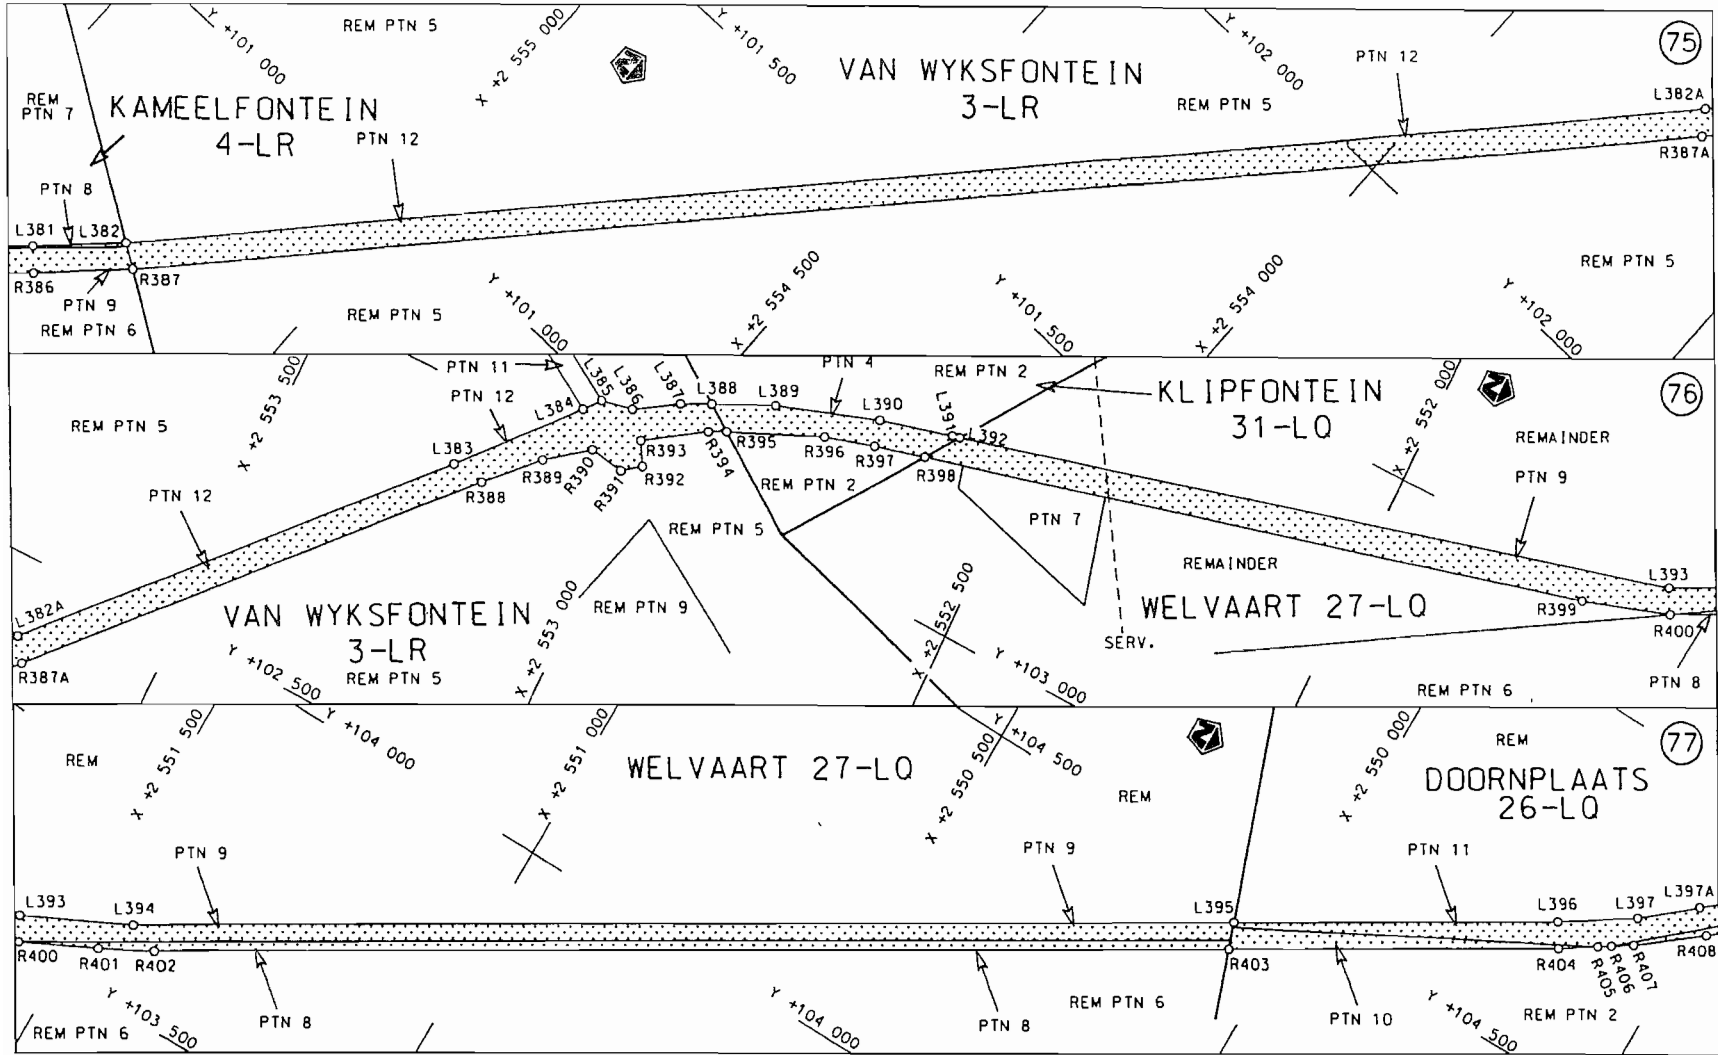 REM PTN 5
Y +101 000
X +2 555 000
Y +101 500
Y +102 000
75
VAN WYKSFONTEIN
3-LR
PTN 12
REM PTN 5
L382A
REM
PTN 7
KAMEELFONTEIN
4-LR
PTN 12
R387A
PTN 8
L381
L382
R386
R387
PTN 9
REM PTN 6
REM PTN 5
Y +101 000
X +2 554 500
Y +101 500
X +2 554 000
Y +102 000
REM PTN 5
X +2 553 500
PTN 11
L385
L386
L387
L388
L389
PTN 4
REM PTN 2
KLIPFONTEIN
31-LQ
X +2 552 000
N
76
REM PTN 5
PTN 12
L384
L390
L391
L392
REMAINDER
L383
R393
R395
R394
R396
R397
R398
PTN 9
PTN 12
R388
R389
R390
R391
R392
REM PTN 2
PTN 7
REM PTN 5
REMAINDER
L393
L382A
VAN WYKSFONTEIN
3-LR
REM PTN 5
X +2 553 000
REM PTN 9
X +2 552 500
WELVAART 27-LQ
R399
R400
SERV.
R387A
Y +102 500
Y +103 000
REM PTN 6
PTN 8
X +2 551 500
Y +104 000
X +2 551 000
X +2 550 500
Y +104 500
N
X +2 550 000
REM
77
REM
WELVAART 27-LQ
REM
DOORNPLAATS
26-LQ
PTN 9
PTN 9
PTN 11
L393
L394
L395
L396
L397
L397A
R400
R401
R402
R403
R404
R405
R406
R407
R408
REM PTN 6
Y +103 500
PTN 8
Y +104 000
PTN 8
REM PTN 6
PTN 10
Y +104 500
REM PTN 2